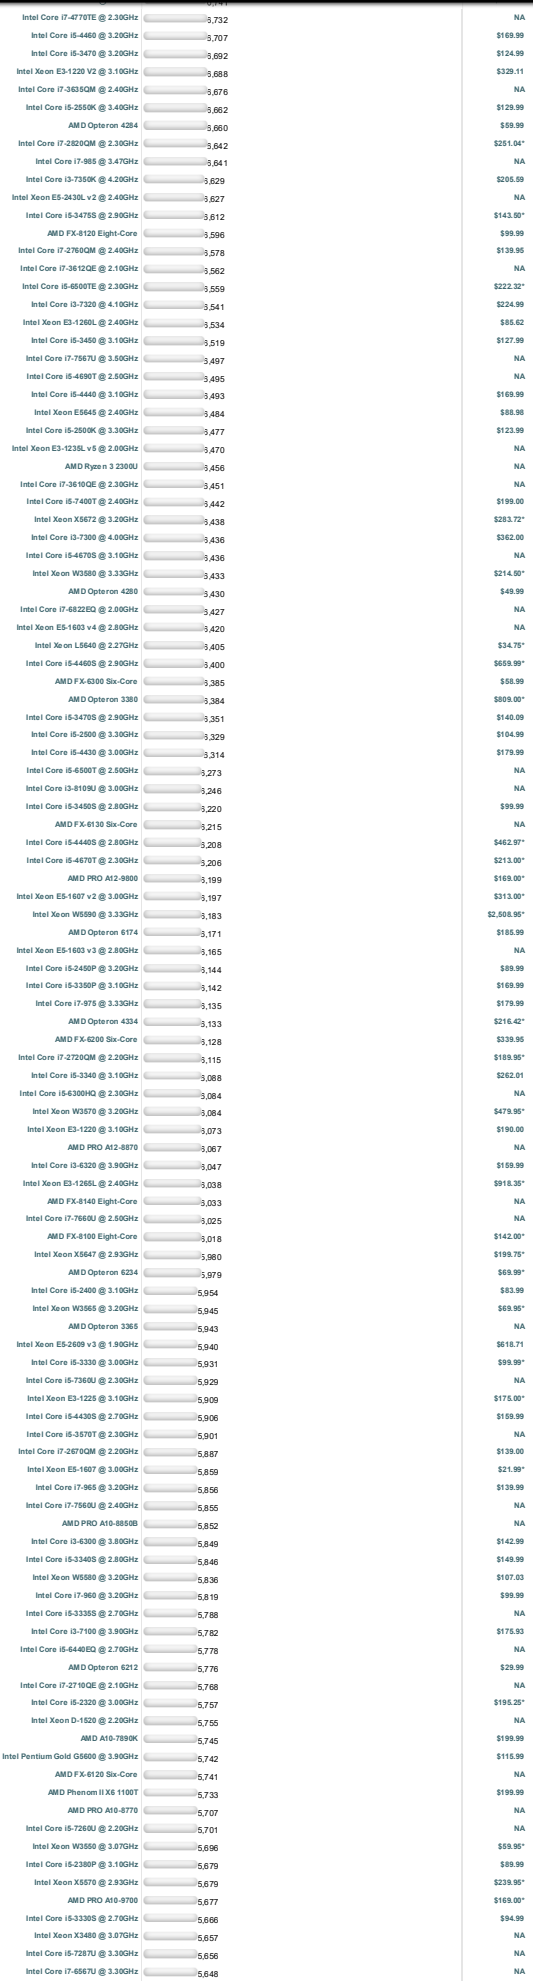 Intel Core i7-4770TE @ 2.30GHz 6,732 NA
Intel Core i5-4460 @ 3.20GHz 6,707 $169.99
Intel Core i5-3470 @ 3.20GHz 6,692 $124.99
Intel Xeon E3-1220 V2 @ 3.10GHz 6,688 $329.11
Intel Core i7-3635QM @ 2.40GHz 6,676 NA
Intel Core i5-2550K @ 3.40GHz 6,662 $129.99
AMD Opteron 4284 6,660 $59.99
Intel Core i7-2820QM @ 2.30GHz 6,642 $251.04*
Intel Core i7-985 @ 3.47GHz 6,641 NA
Intel Core i3-7350K @ 4.20GHz 6,629 $205.59
Intel Xeon E5-2430L v2 @ 2.40GHz 6,627 NA
Intel Core i5-3475S @ 2.90GHz 6,612 $143.50*
AMD FX-8120 Eight-Core 6,596 $99.99
Intel Core i7-2760QM @ 2.40GHz 6,578 $139.95
Intel Core i7-3612QE @ 2.10GHz 6,562 NA
Intel Core i5-6500TE @ 2.30GHz 6,559 $222.32*
Intel Core i3-7320 @ 4.10GHz 6,541 $224.99
Intel Xeon E3-1260L @ 2.40GHz 6,534 $85.62
Intel Core i5-3450 @ 3.10GHz 6,519 $127.99
Intel Core i7-7567U @ 3.50GHz 6,497 NA
Intel Core i5-4690T @ 2.50GHz 6,495 NA
Intel Core i5-4440 @ 3.10GHz 6,493 $169.99
Intel Xeon E5645 @ 2.40GHz 6,484 $88.98
Intel Core i5-2500K @ 3.30GHz 6,477 $123.99
Intel Xeon E3-1235L v5 @ 2.00GHz 6,470 NA
AMD Ryzen 3 2300U 6,456 NA
Intel Core i7-3610QE @ 2.30GHz 6,451 NA
Intel Core i5-7400T @ 2.40GHz 6,442 $199.00
Intel Xeon X5672 @ 3.20GHz 6,438 $283.72*
Intel Core i3-7300 @ 4.00GHz 6,436 $362.00
Intel Core i5-4670S @ 3.10GHz 6,436 NA
Intel Xeon W3580 @ 3.33GHz 6,433 $214.50*
AMD Opteron 4280 6,430 $49.99
Intel Core i7-6822EQ @ 2.00GHz 6,427 NA
Intel Xeon E5-1603 v4 @ 2.80GHz 6,420 NA
Intel Xeon L5640 @ 2.27GHz 6,405 $34.75*
Intel Core i5-4460S @ 2.90GHz 6,400 $659.99*
AMD FX-6300 Six-Core 6,385 $58.99
AMD Opteron 3380 6,384 $809.00*
Intel Core i5-3470S @ 2.90GHz 6,351 $140.09
Intel Core i5-2500 @ 3.30GHz 6,329 $104.99
Intel Core i5-4430 @ 3.00GHz 6,314 $179.99
Intel Core i5-6500T @ 2.50GHz 6,273 NA
Intel Core i3-8109U @ 3.00GHz 6,246 NA
Intel Core i5-3450S @ 2.80GHz 6,220 $99.99
AMD FX-6130 Six-Core 6,215 NA
Intel Core i5-4440S @ 2.80GHz 6,208 $462.97*
Intel Core i5-4670T @ 2.30GHz 6,206 $213.00*
AMD PRO A12-9800 6,199 $169.00*
Intel Xeon E5-1607 v2 @ 3.00GHz 6,197 $313.00*
Intel Xeon W5590 @ 3.33GHz 6,183 $2,508.95*
AMD Opteron 6174 6,171 $185.99
Intel Xeon E5-1603 v3 @ 2.80GHz 6,165 NA
Intel Core i5-2450P @ 3.20GHz 6,144 $89.99
Intel Core i5-3350P @ 3.10GHz 6,142 $169.99
Intel Core i7-975 @ 3.33GHz 6,135 $179.99
AMD Opteron 4334 6,133 $216.42*
AMD FX-6200 Six-Core 6,128 $339.95
Intel Core i7-2720QM @ 2.20GHz 6,115 $189.95*
Intel Core i5-3340 @ 3.10GHz 6,088 $262.01
Intel Core i5-6300HQ @ 2.30GHz 6,084 NA
Intel Xeon W3570 @ 3.20GHz 6,084 $479.95*
Intel Xeon E3-1220 @ 3.10GHz 6,073 $190.00
AMD PRO A12-8870 6,067 NA
Intel Core i3-6320 @ 3.90GHz 6,047 $159.99
Intel Xeon E3-1265L @ 2.40GHz 6,038 $918.35*
AMD FX-8140 Eight-Core 6,033 NA
Intel Core i7-7660U @ 2.50GHz 6,025 NA
AMD FX-8100 Eight-Core 6,018 $142.00*
Intel Xeon X5647 @ 2.93GHz 5,980 $199.75*
AMD Opteron 6234 5,979 $69.99*
Intel Core i5-2400 @ 3.10GHz 5,954 $83.99
Intel Xeon W3565 @ 3.20GHz 5,945 $69.95*
AMD Opteron 3365 5,943 NA
Intel Xeon E5-2609 v3 @ 1.90GHz 5,940 $618.71
Intel Core i5-3330 @ 3.00GHz 5,931 $99.99*
Intel Core i5-7360U @ 2.30GHz 5,929 NA
Intel Xeon E3-1225 @ 3.10GHz 5,909 $175.00*
Intel Core i5-4430S @ 2.70GHz 5,906 $159.99
Intel Core i5-3570T @ 2.30GHz 5,901 NA
Intel Core i7-2670QM @ 2.20GHz 5,887 $139.00
Intel Xeon E5-1607 @ 3.00GHz 5,859 $21.99*
Intel Core i7-965 @ 3.20GHz 5,856 $139.99
Intel Core i7-7560U @ 2.40GHz 5,855 NA
AMD PRO A10-8850B 5,852 NA
Intel Core i3-6300 @ 3.80GHz 5,849 $142.99
Intel Core i5-3340S @ 2.80GHz 5,846 $149.99
Intel Xeon W5580 @ 3.20GHz 5,836 $107.03
Intel Core i7-960 @ 3.20GHz 5,819 $99.99
Intel Core i5-3335S @ 2.70GHz 5,788 NA
Intel Core i3-7100 @ 3.90GHz 5,782 $175.93
Intel Core i5-6440EQ @ 2.70GHz 5,778 NA
AMD Opteron 6212 5,776 $29.99
Intel Core i7-2710QE @ 2.10GHz 5,768 NA
Intel Core i5-2320 @ 3.00GHz 5,757 $195.25*
Intel Xeon D-1520 @ 2.20GHz 5,755 NA
AMD A10-7890K 5,745 $199.99
Intel Pentium Gold G5600 @ 3.90GHz 5,742 $115.99
AMD FX-6120 Six-Core 5,741 NA
AMD Phenom II X6 1100T 5,733 $199.99
AMD PRO A10-8770 5,707 NA
Intel Core i5-7260U @ 2.20GHz 5,701 NA
Intel Xeon W3550 @ 3.07GHz 5,696 $59.95*
Intel Core i5-2380P @ 3.10GHz 5,679 $89.99
Intel Xeon X5570 @ 2.93GHz 5,679 $239.95*
AMD PRO A10-9700 5,677 $169.00*
Intel Core i5-3330S @ 2.70GHz 5,666 $94.99
Intel Xeon X3480 @ 3.07GHz 5,657 NA
Intel Core i5-7287U @ 3.30GHz 5,656 NA
Intel Core i7-6567U @ 3.30GHz 5,648 NA